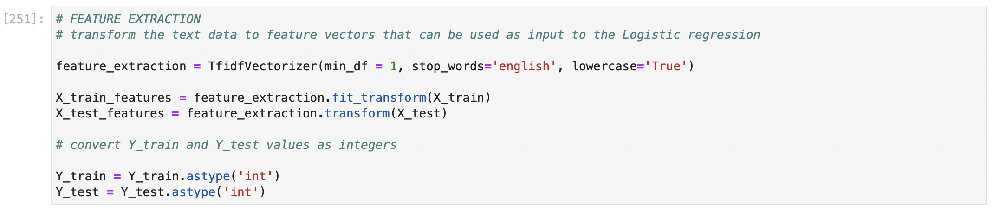 [251]:
# FEATURE EXTRACTION
# transform the text data to feature vectors that can be used as input to the Logistic regression
feature_extraction = TfidfVectorizer(min_df = 1, stop_words='english', lowercase='True')
X_train_features = feature_extraction.fit_transform(X_train)
X_test_features = feature_extraction.transform(X_test)
# convert Y_train and Y_test values as integers
Y_train = Y_train.astype('int')
Y_test = Y_test.astype('int')